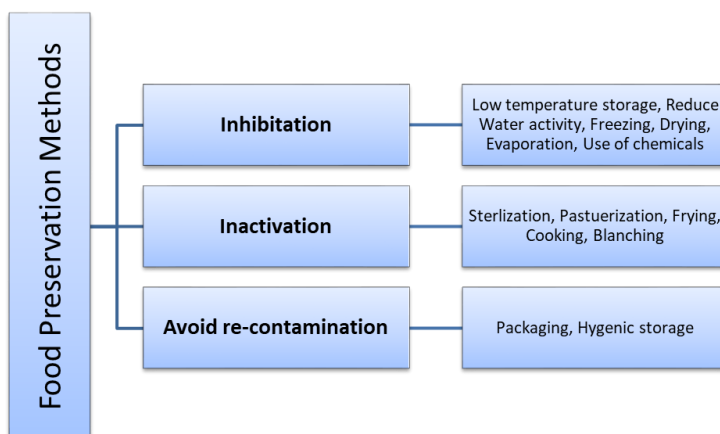 Food Preservation Methods
Inhibitation
Low temperature storage, Reduce
Water activity, Freezing, Drying,
Evaporation, Use of chemicals
Inactivation
Sterlization, Pastuerization, Frying,
Cooking, Blanching
Avoid re-contamination
Packaging, Hygenic storage